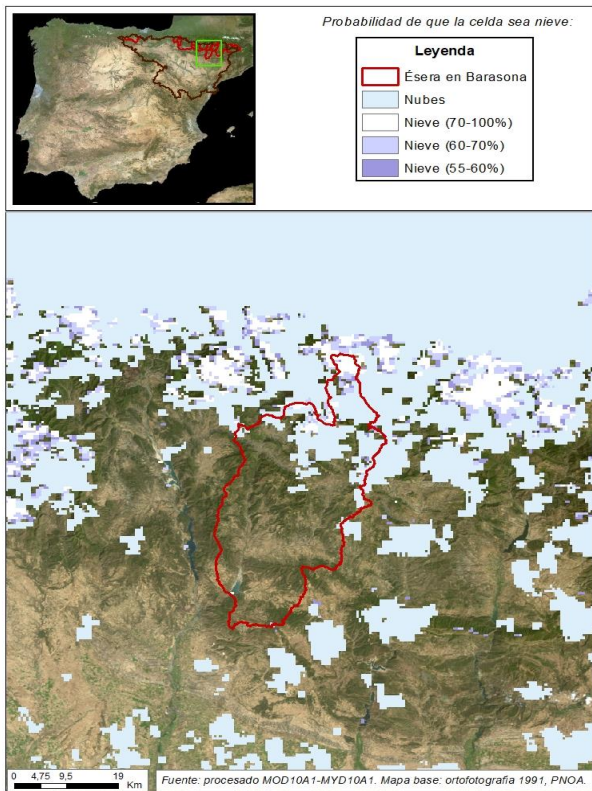 Probabilidad de que la celda sea nieve:
Leyenda
Ésera en Barasona
Nubes
Nieve (70-100%)
Nieve (60-70%)
Nieve (55-60%)
0 4,75 9,5 19
Km
Fuente: procesado MOD10A1-MYD10A1. Mapa base: ortofotografia 1991, PNOA.